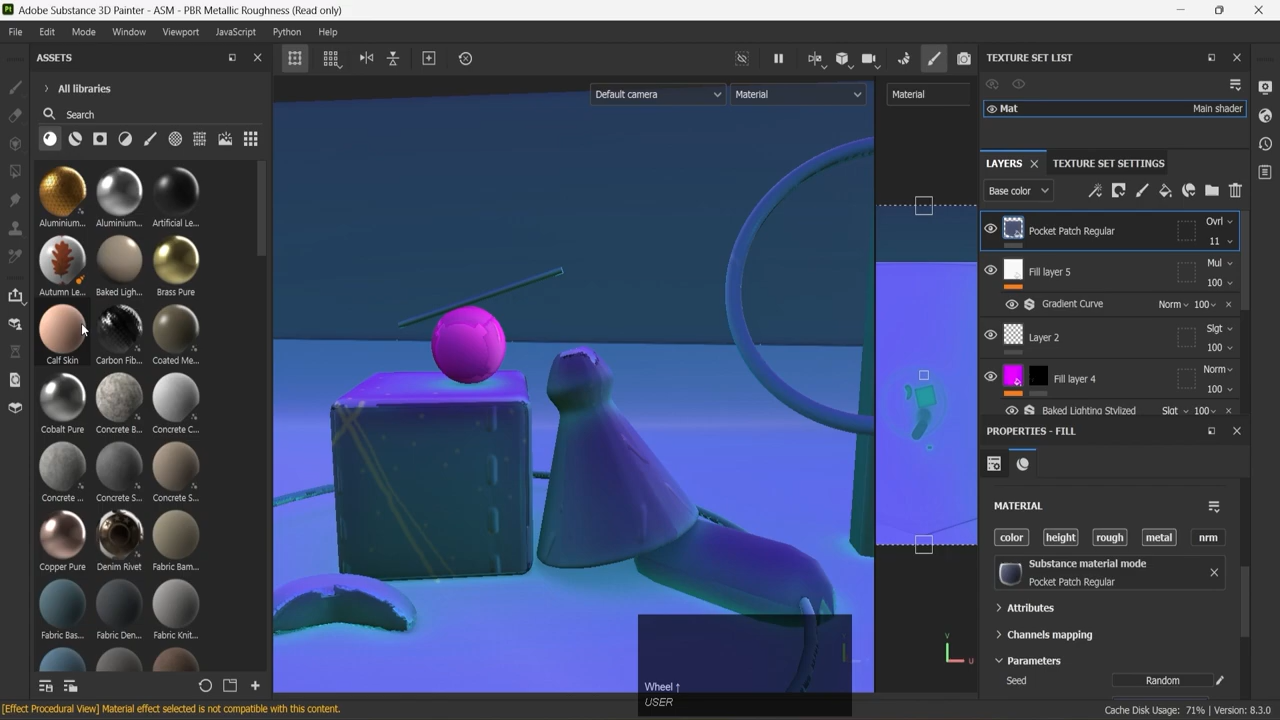 Adobe Substance 3D Painter - ASM - PBR Metallic Roughness (Read only)
File Edit Mode Window Viewport JavaScript Python Help
ASSETS
All libraries
Search
Aluminium... Aluminium... Artificial Le...
Autumn Le... Baked Ligh... Brass Pure
Calf Skin Carbon Fib... Coated Me...
Cobalt Pure Concrete B... Concrete C...
Concrete ... Concrete S... Concrete S...
Copper Pure Denim Rivet Fabric Bam...
Fabric Bas... Fabric Den... Fabric Knit...
Default camera Material Material
Wheel ↑
USER
V
U
TEXTURE SET LIST
Mat Main shader
LAYERS TEXTURE SET SETTINGS
Base color
Pocket Patch Regular Ovrl
11
Fill layer 5 Mul
100
Gradient Curve Norm 100
Layer 2 Slgt
100
Fill layer 4 Norm
100
Baked Lighting Stylized Slgt 100
PROPERTIES - FILL
MATERIAL
color height rough metal nrm
Substance material mode
Pocket Patch Regular
Attributes
Channels mapping
Parameters
Seed Random
[Effect Procedural View] Material effect selected is not compatible with this content.
Cache Disk Usage: 71% | Version: 8.3.0